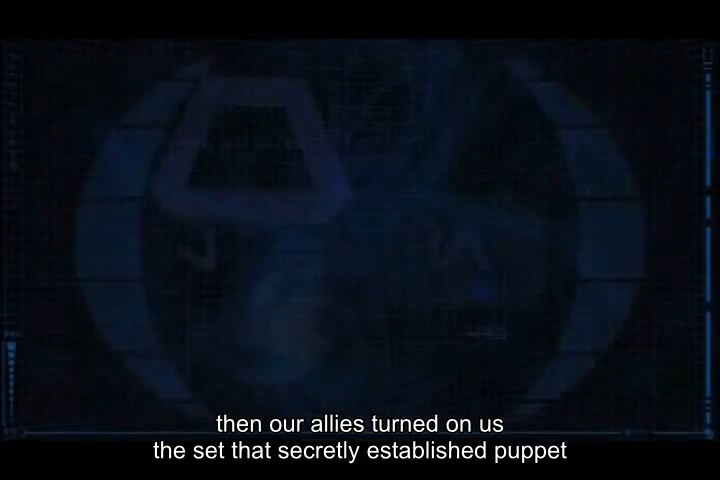 then our allies turned on us
the set that secretly established puppet